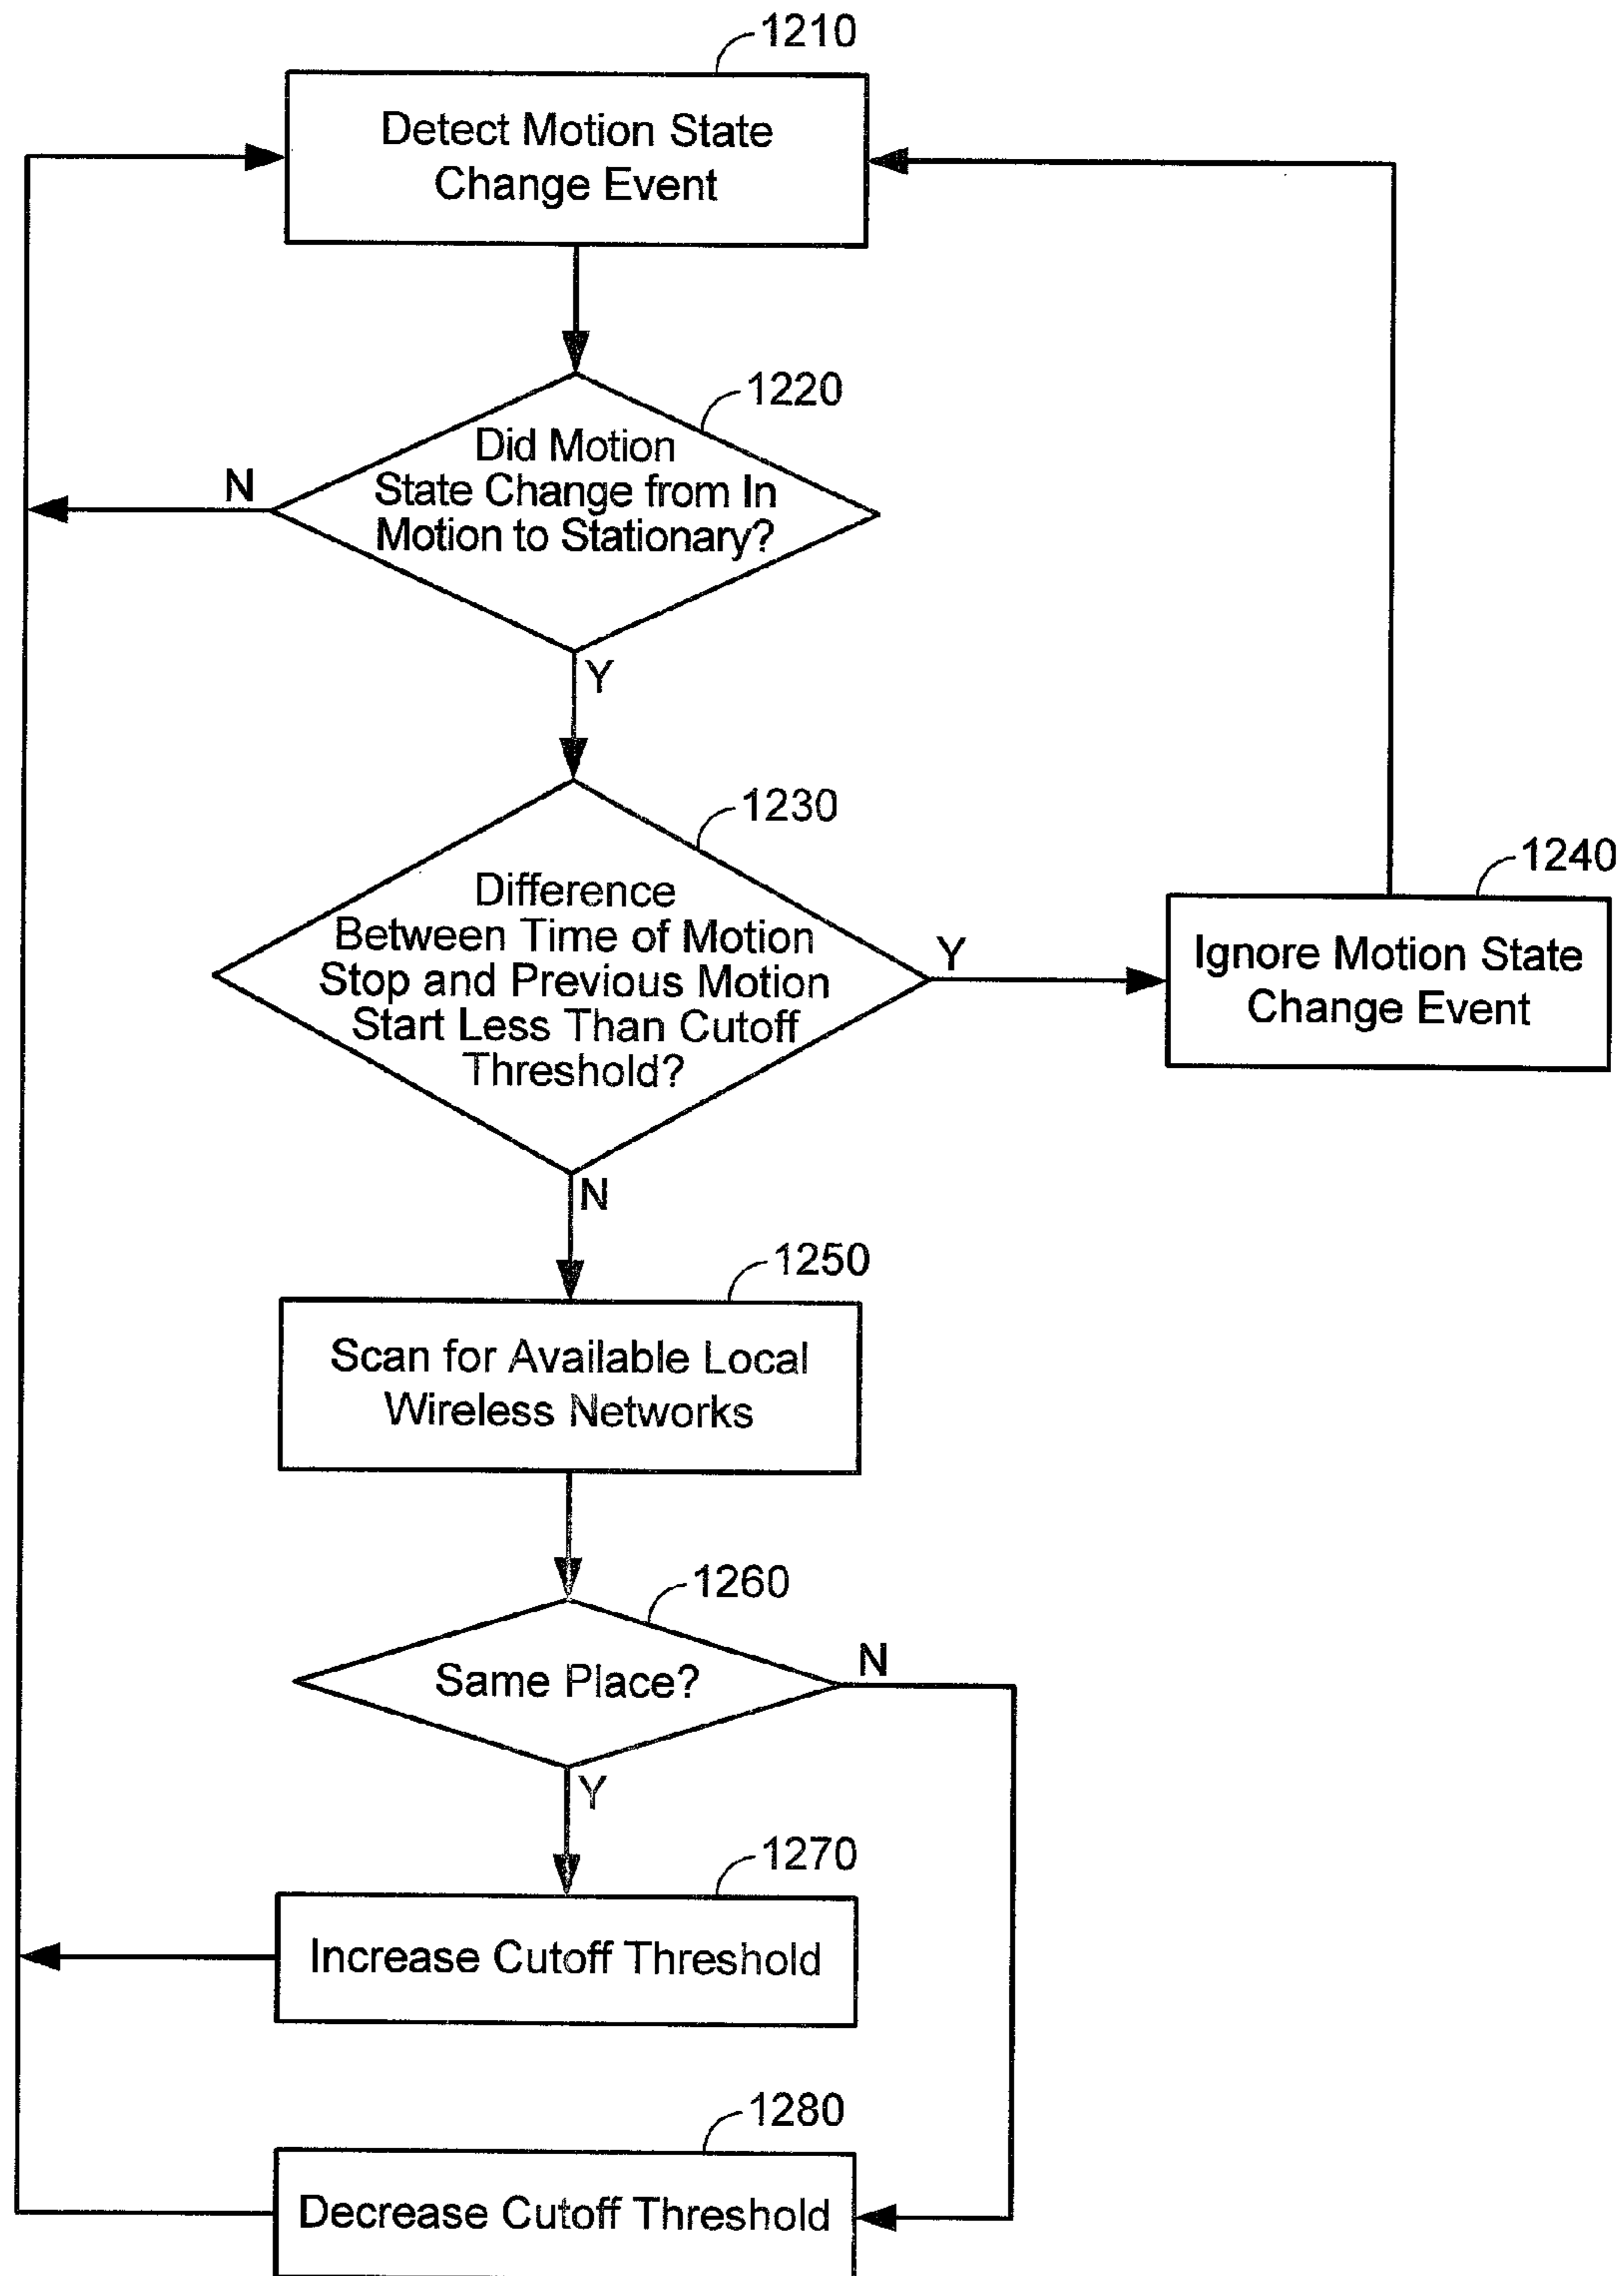 1210
Detect Motion State
Change Event
1220
Did Motion
State Change from In
Motion to Stationary?
N
Y
1230
Difference
Between Time of Motion
Stop and Previous Motion
Start Less Than Cutoff
Threshold?
Y
1240
Ignore Motion State
Change Event
N
1250
Scan for Available Local
Wireless Networks
1260
Same Place?
N
Y
1270
Increase Cutoff Threshold
1280
Decrease Cutoff Threshold